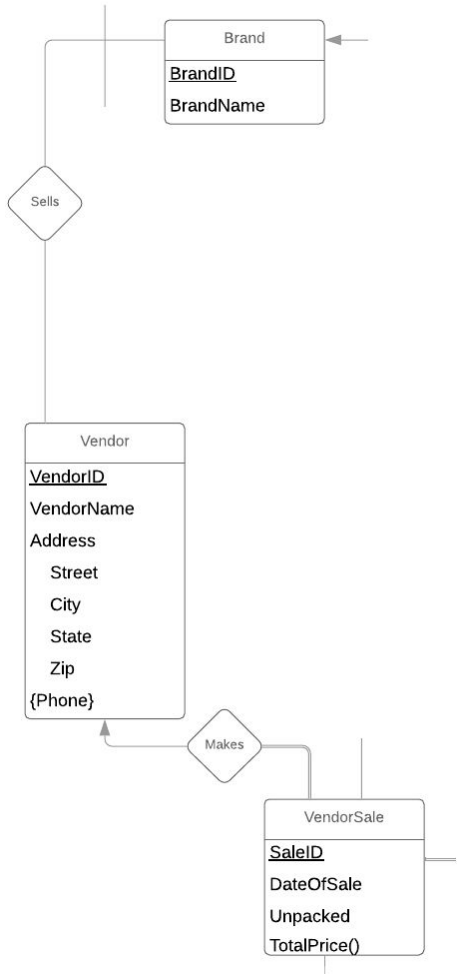 Brand
BrandID
BrandName
Sells
Vendor
VendorID
VendorName
Address
Street
City
State
Zip
{Phone}
Makes
VendorSale
SaleID
DateOfSale
Unpacked
TotalPrice()